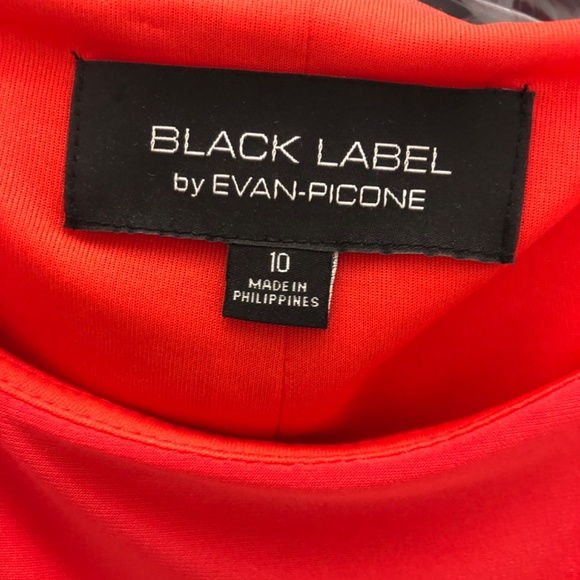 BLACK LABEL
by EVAN-PICONE
10
MADE IN
PHILIPPINES